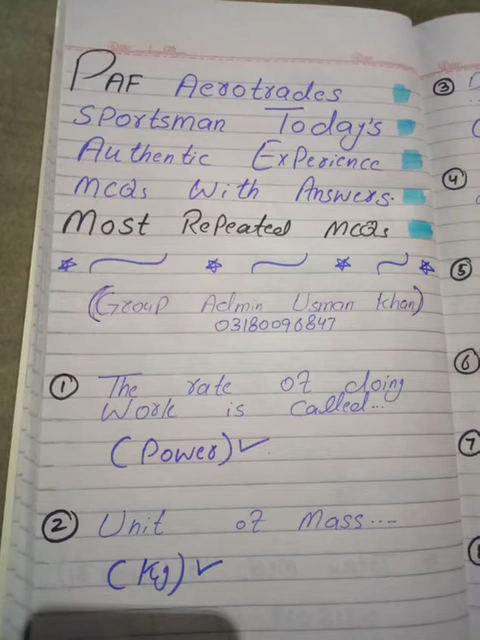 PAF Aerotrades
Sportsman Today's
Authentic Experience
MCQs With Answers.
Most Repeated MCQs
(Group Admin Usman Khan)
03180096847
① The rate of doing
Work is called...
(Power) ✓
② Unit of Mass....
(Kg) ✓
③
④
⑤
⑥
⑦